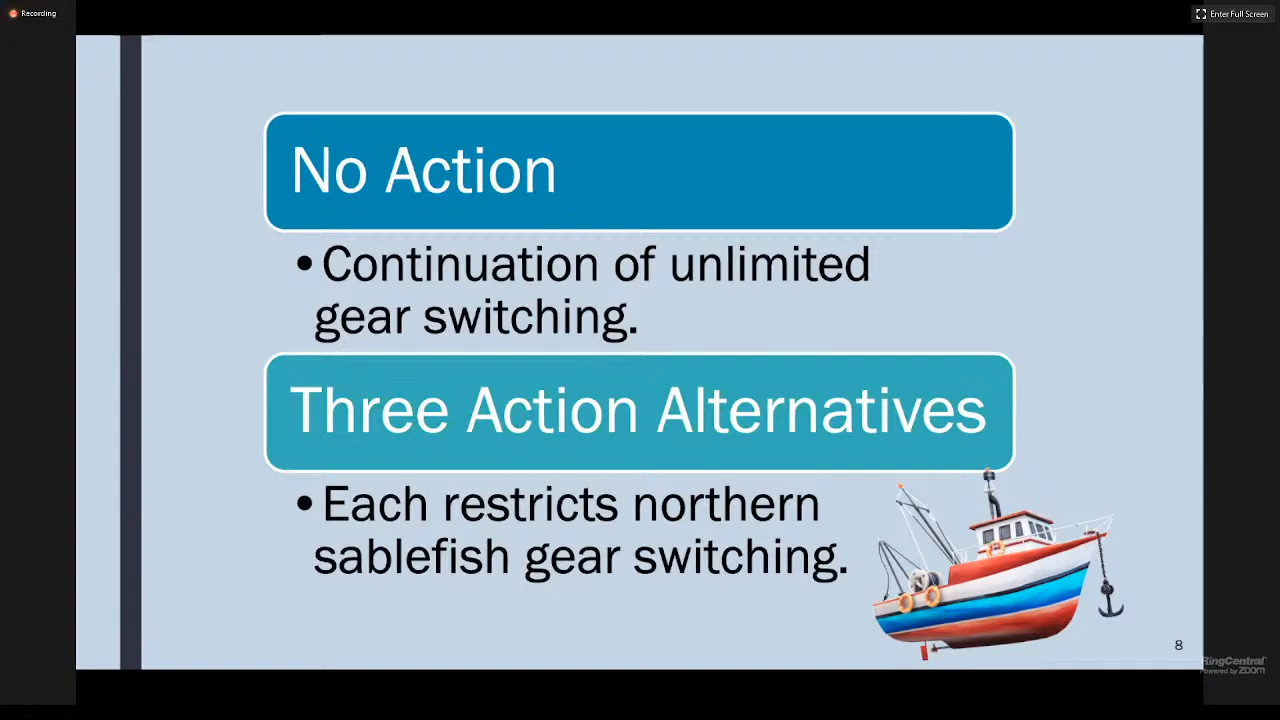 Recording
Enter Full Screen
No Action
•Continuation of unlimited
gear switching.
Three Action Alternatives
•Each restricts northern
sablefish gear switching.
8
RingCentral
Powered by zoom